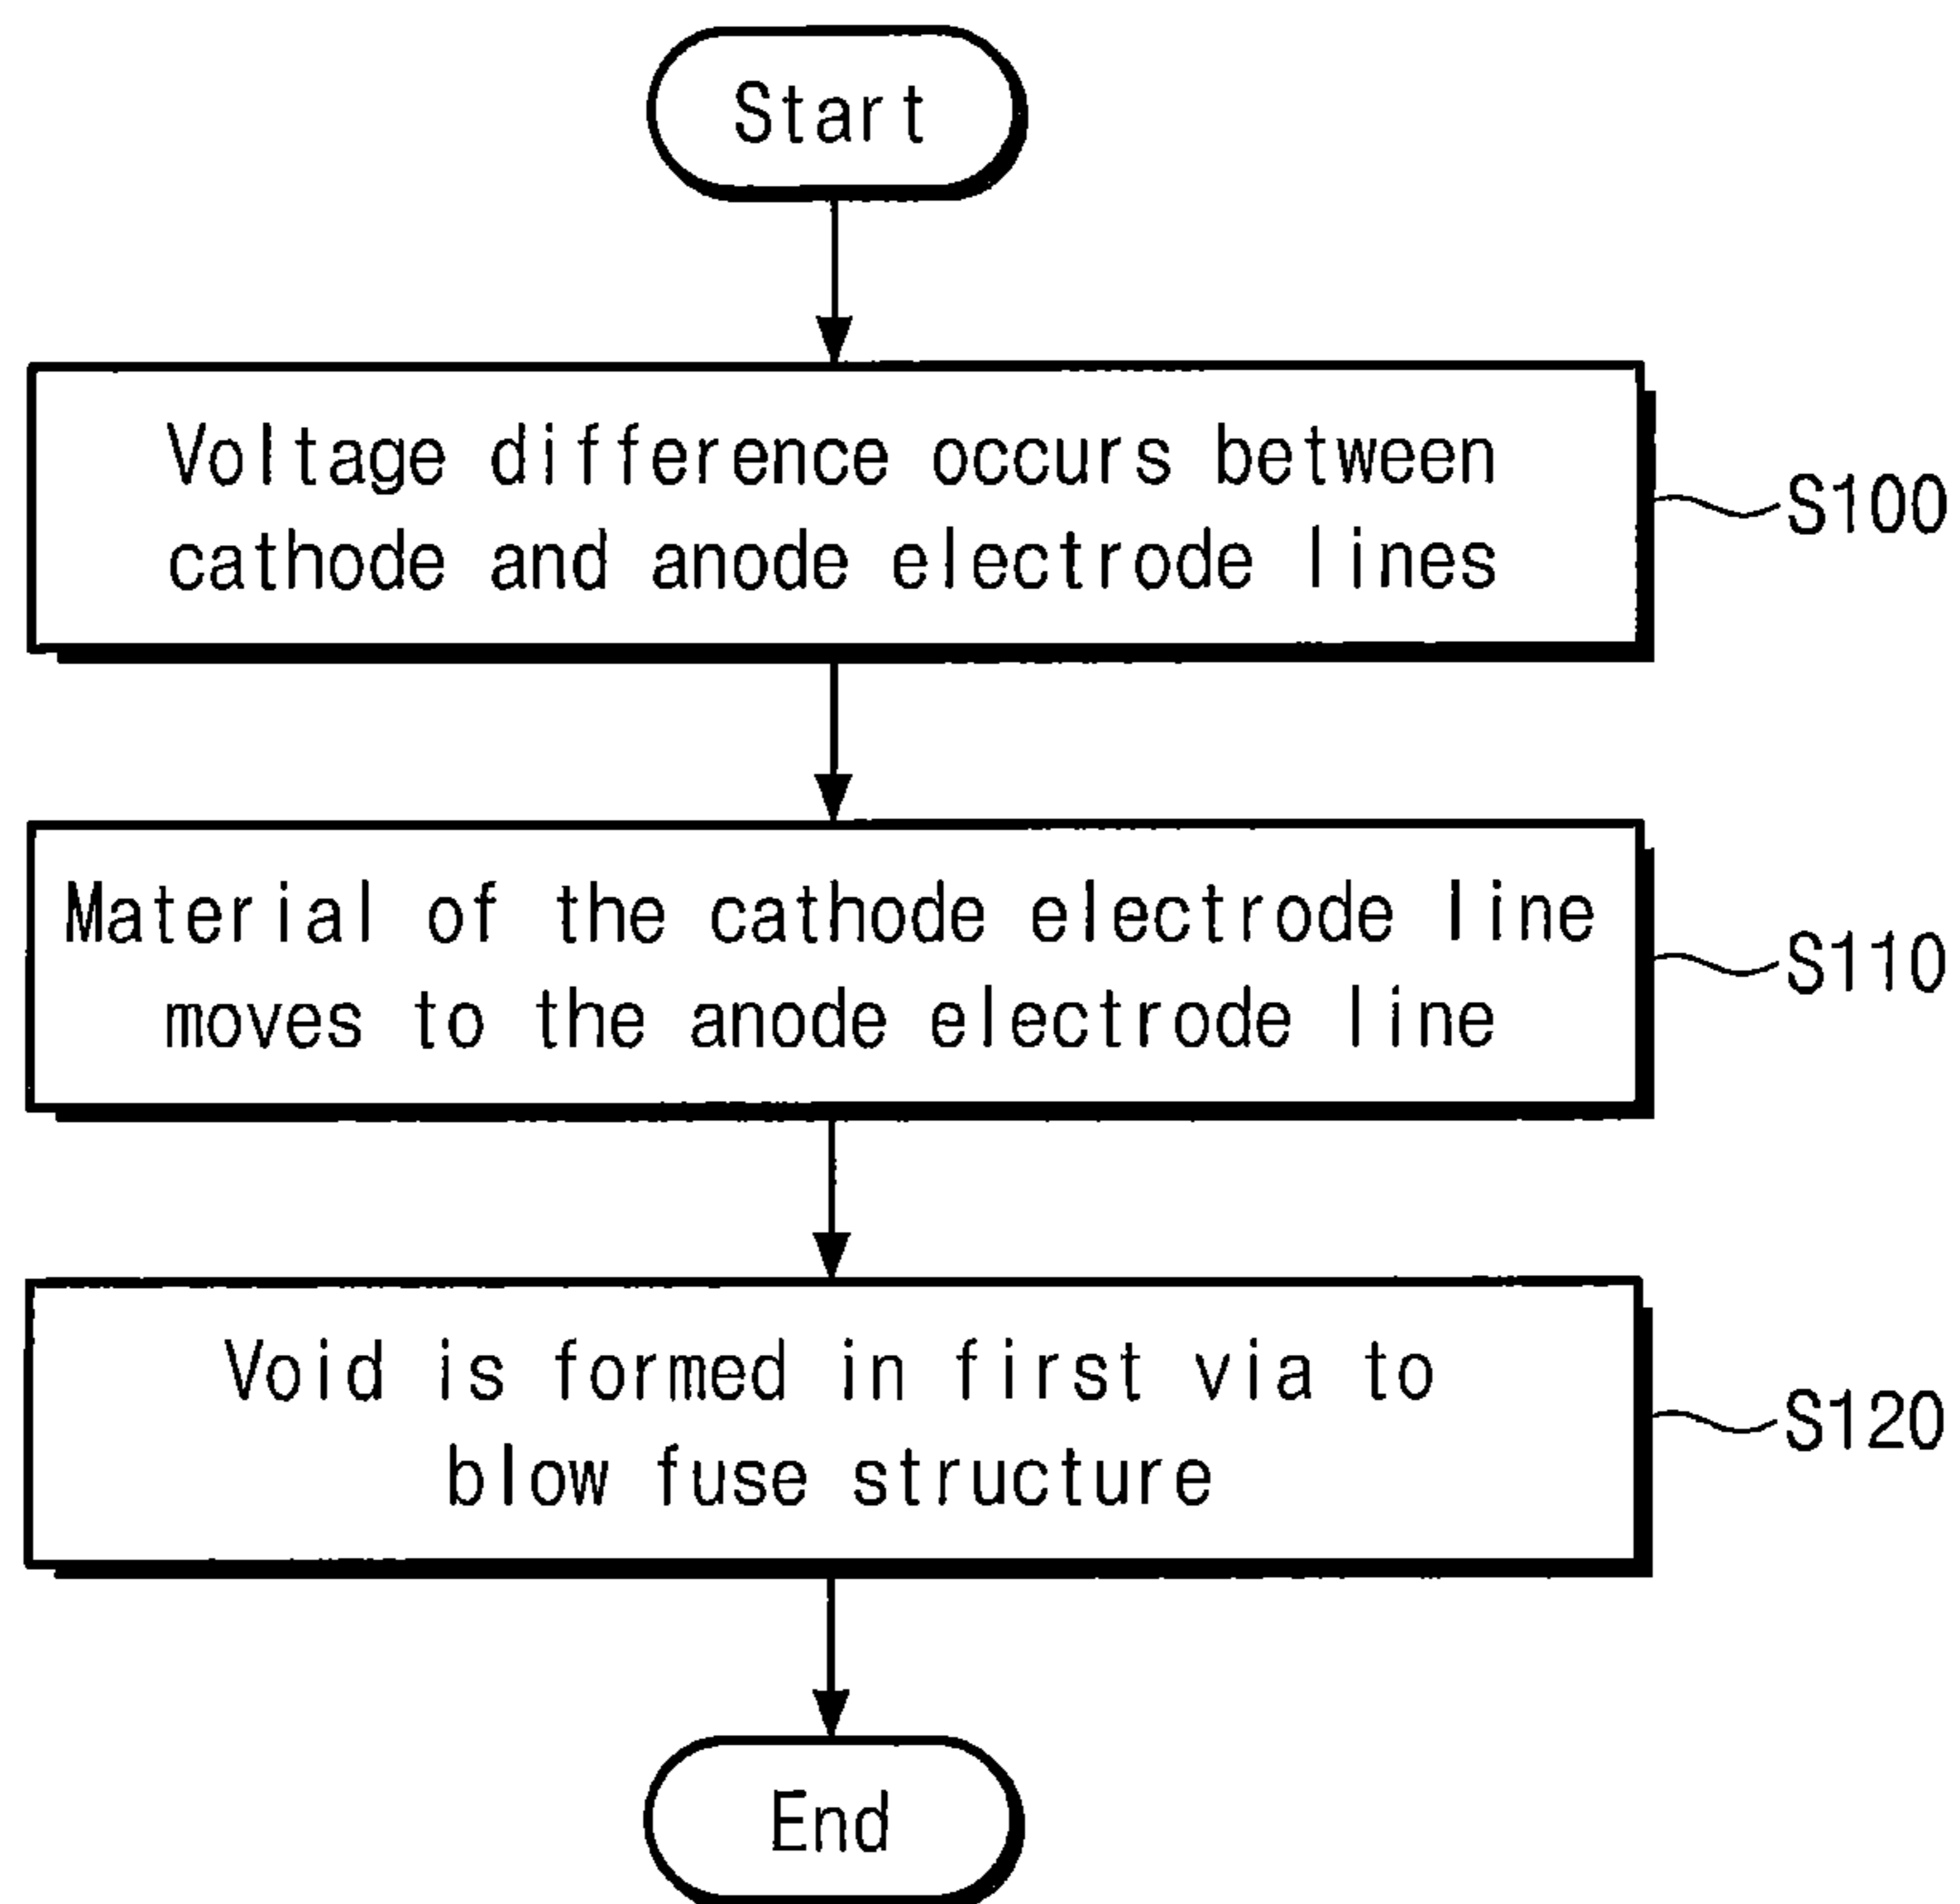 Start
Voltage difference occurs between
cathode and anode electrode lines
S100
Material of the cathode electrode line
moves to the anode electrode line
S110
Void is formed in first via to
blow fuse structure
S120
End